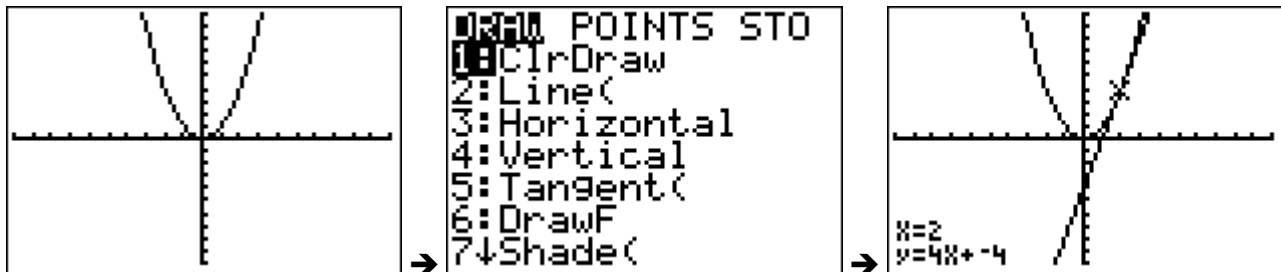 DRAW POINTS STO
1:ClrDraw
2:Line(
3:Horizontal
4:Vertical
5:Tangent(
6:DrawF
7↓Shade(
X=2
y=4X+-4